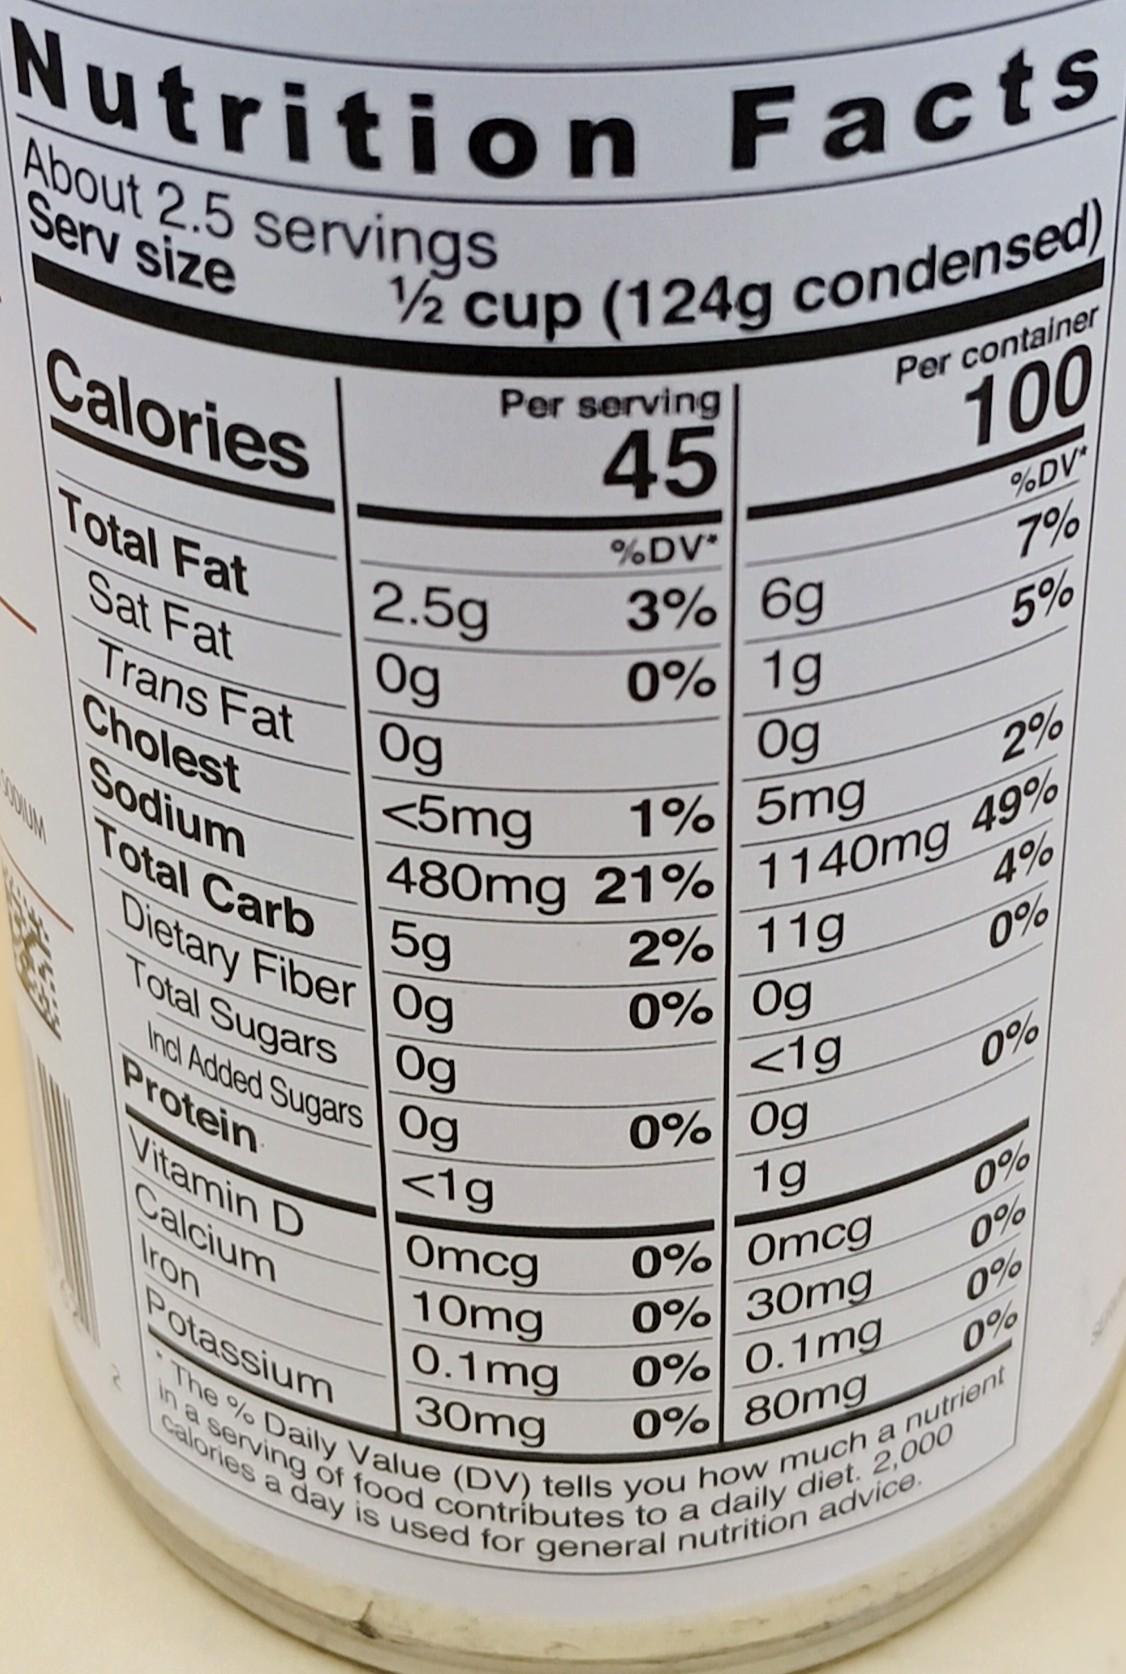 Nutrition Facts
About 2.5 servings
Serv size ½ cup (124g condensed)
Calories Per serving 45 Per container 100
%DV* %DV*
Total Fat 2.5g 3% 6g 7%
Sat Fat 0g 0% 1g 5%
Trans Fat 0g 0g
Cholest <5mg 1% 5mg 2%
Sodium 480mg 21% 1140mg 49%
Total Carb 5g 2% 11g 4%
Dietary Fiber 0g 0% 0g 0%
Total Sugars 0g <1g
Incl Added Sugars 0g 0% 0g 0%
Protein <1g 1g
Vitamin D 0mcg 0% 0mcg 0%
Calcium 10mg 0% 30mg 0%
Iron 0.1mg 0% 0.1mg 0%
Potassium 30mg 0% 80mg 0%
* The % Daily Value (DV) tells you how much a nutrient
in a serving of food contributes to a daily diet. 2,000
calories a day is used for general nutrition advice.
SODIUM
2